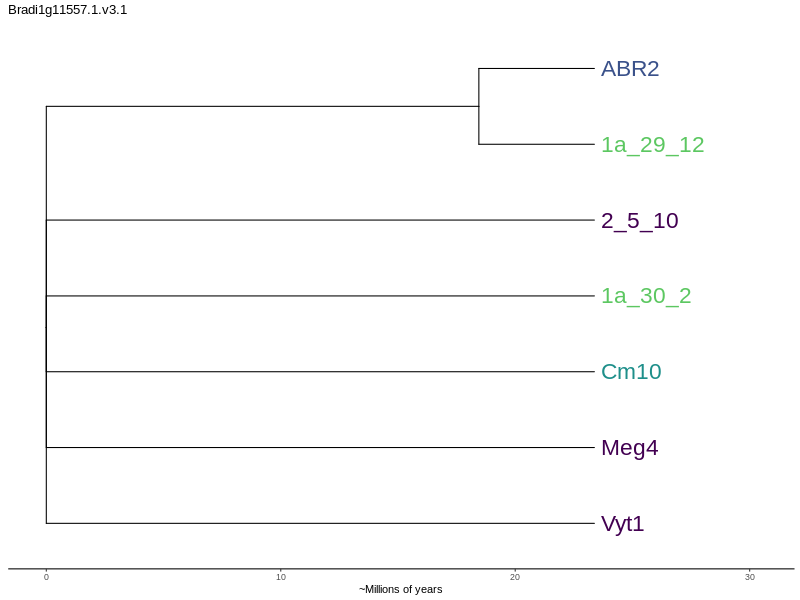 Bradi1g11557.1.v3.1
ABR2
1a_29_12
2_5_10
1a_30_2
Cm10
Meg4
Vyt1
0 10 20 30
~Millions of years